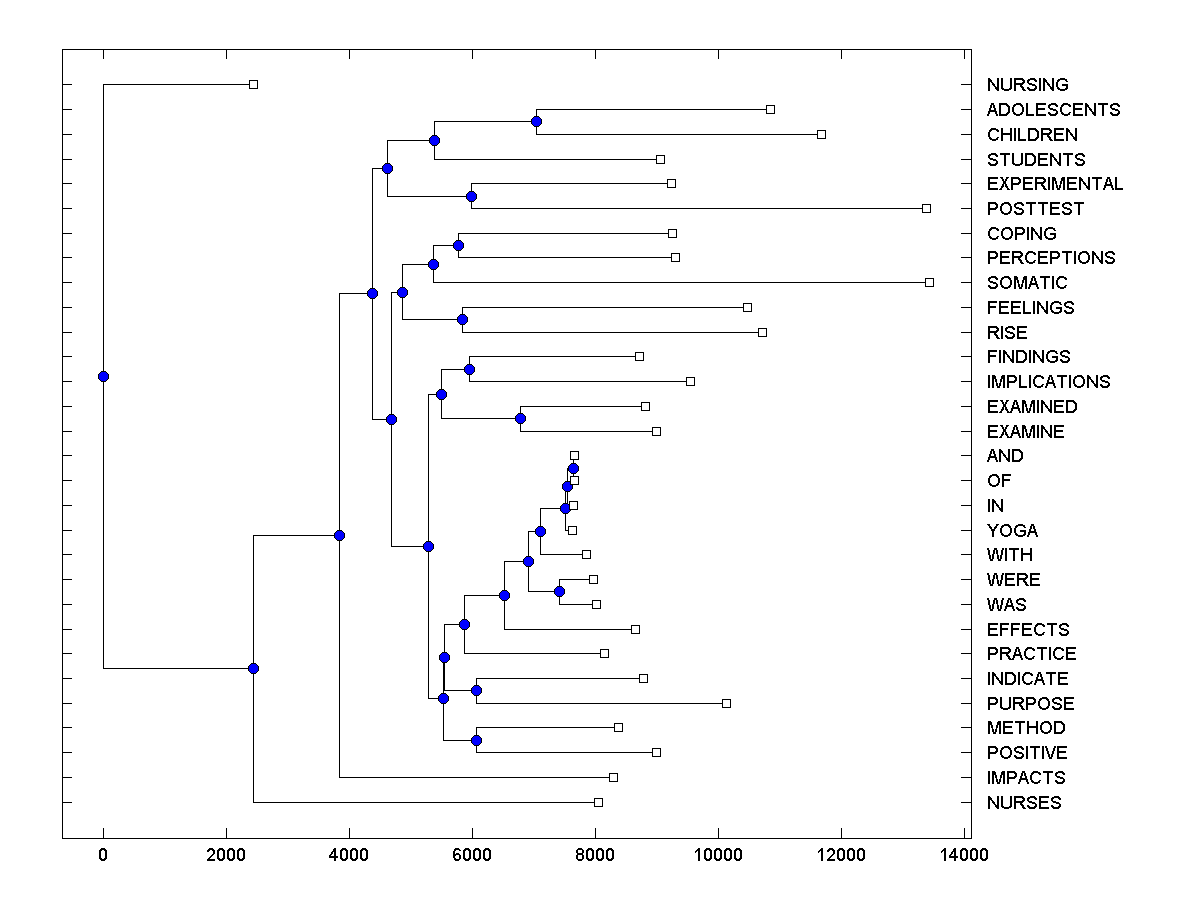 NURSING
ADOLESCENTS
CHILDREN
STUDENTS
EXPERIMENTAL
POSTTEST
COPING
PERCEPTIONS
SOMATIC
FEELINGS
RISE
FINDINGS
IMPLICATIONS
EXAMINED
EXAMINE
AND
OF
IN
YOGA
WITH
WERE
WAS
EFFECTS
PRACTICE
INDICATE
PURPOSE
METHOD
POSITIVE
IMPACTS
NURSES
0 2000 4000 6000 8000 10000 12000 14000